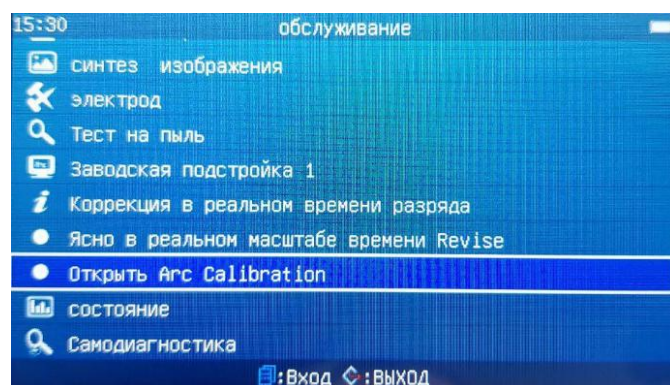 15:30 обслуживание
синтез изображения
электрод
Тест на пыль
Заводская подстройка 1
Коррекция в реальном времени разряда
Ясно в реальном масштабе времени Revise
Открыть Arc Calibration
состояние
Самодиагностика
:Вход :ВЫХОД